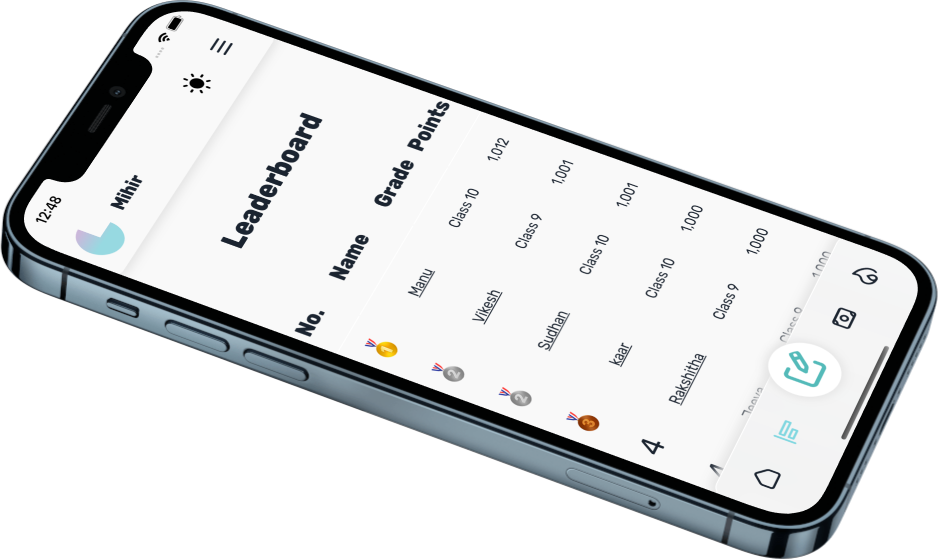 12:48
Mihir
Leaderboard
No. Name Grade Points
1 Manu Class 10 1,012
2 Vikesh Class 9 1,001
2 Sudhan Class 10 1,001
3 kaar Class 10 1,000
4 Rakshitha Class 9 1,000
Class 9 1,000